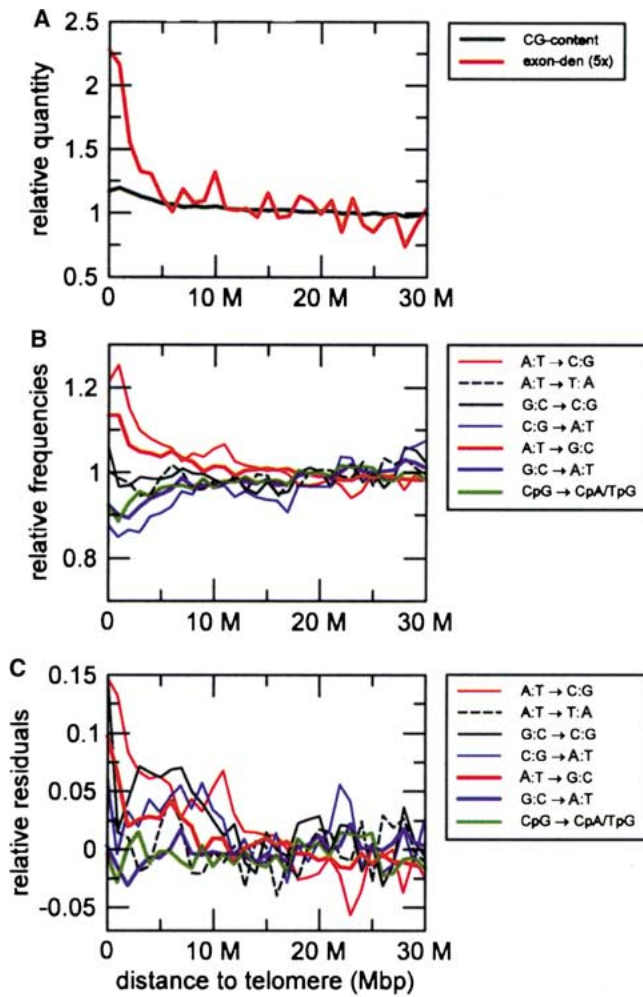 A
2.5
2
1.5
1
0.5
relative quantity
0
10 M
20 M
30 M
CG-content
exon-den (5x)
B
1.2
1
0.8
relative frequencies
0
10 M
20 M
30 M
A:T → C:G
A:T → T:A
G:C → C:G
C:G → A:T
A:T → G:C
G:C → A:T
CpG → CpA/TpG
C
0.15
0.1
0.05
0
-0.05
relative residuals
0
10 M
20 M
30 M
distance to telomere (Mbp)
A:T → C:G
A:T → T:A
G:C → C:G
C:G → A:T
A:T → G:C
G:C → A:T
CpG → CpA/TpG